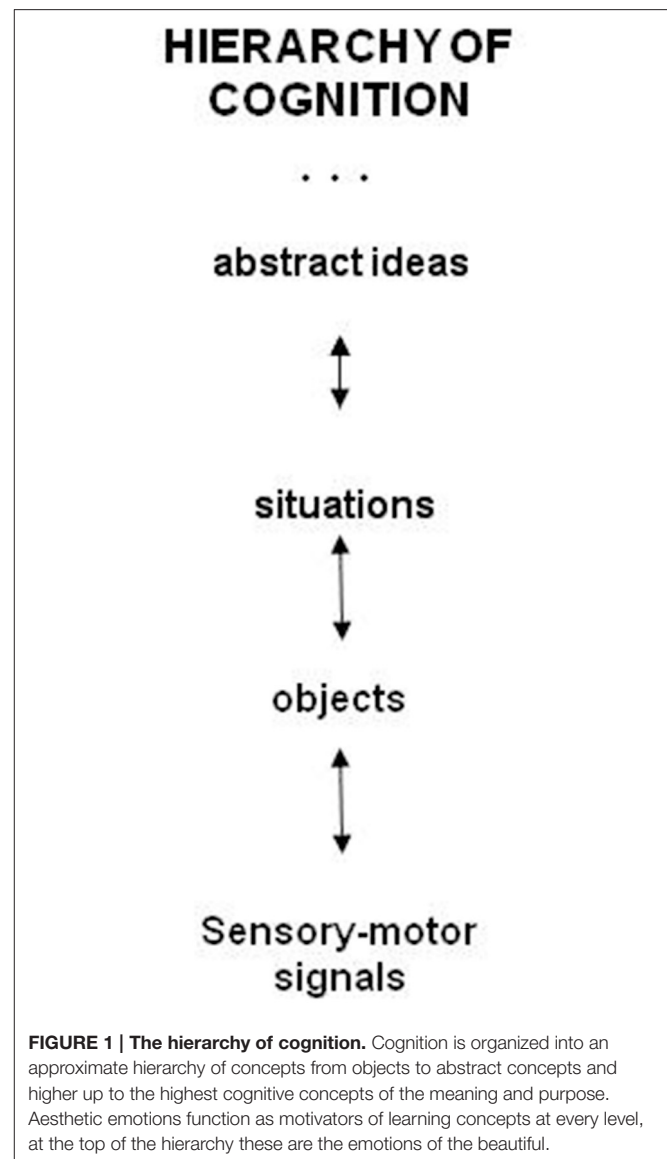 HIERARCHY OF
COGNITION
. . .
abstract ideas
situations
objects
Sensory-motor
signals
FIGURE 1 | The hierarchy of cognition. Cognition is organized into an
approximate hierarchy of concepts from objects to abstract concepts and
higher up to the highest cognitive concepts of the meaning and purpose.
Aesthetic emotions function as motivators of learning concepts at every level,
at the top of the hierarchy these are the emotions of the beautiful.